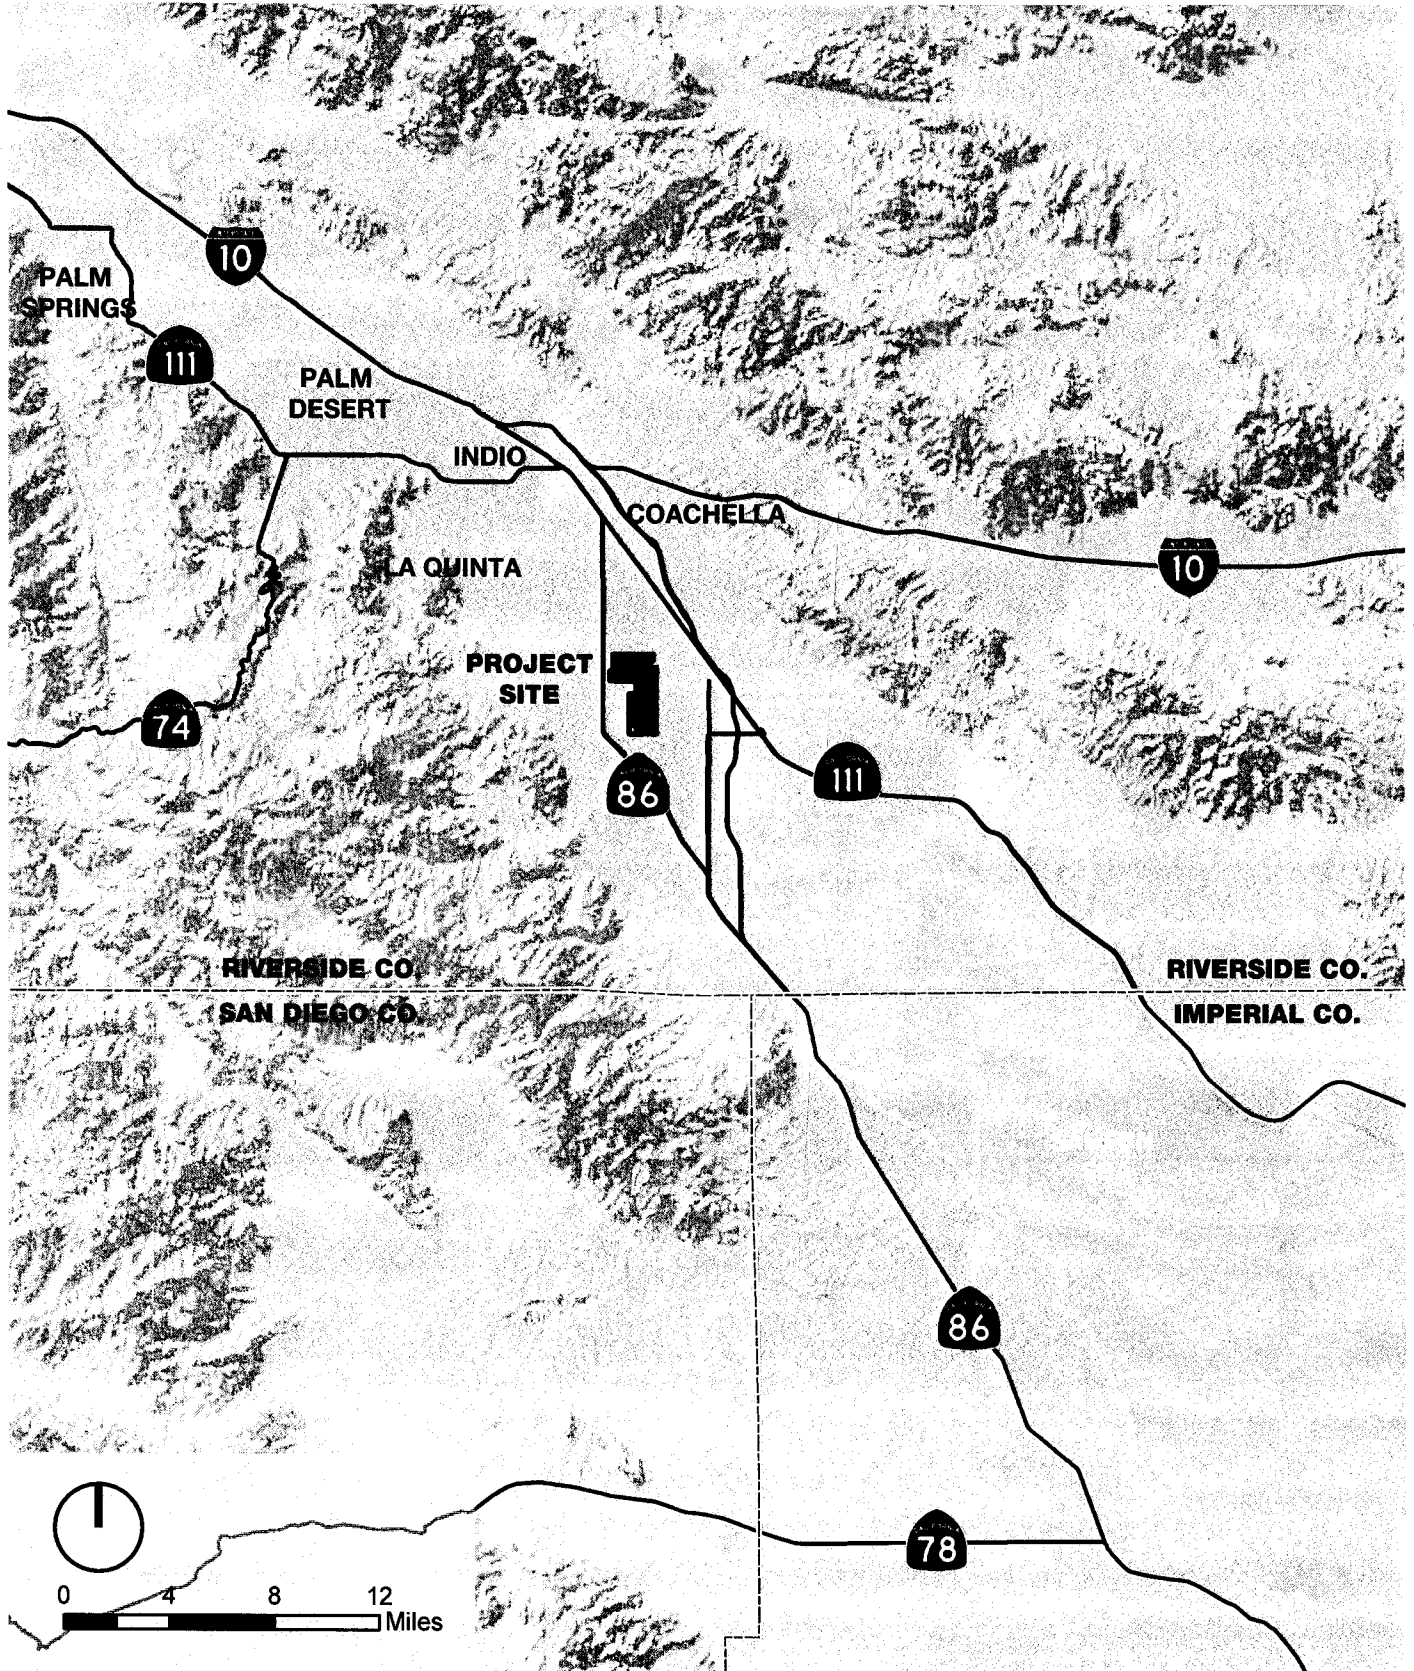 10
PALM
SPRINGS
111
PALM
DESERT
INDIO
COACHELLA
LA QUINTA
10
PROJECT
SITE
74
86
111
RIVERSIDE CO.
SAN DIEGO CO.
RIVERSIDE CO.
IMPERIAL CO.
86
78
0 4 8 12
Miles